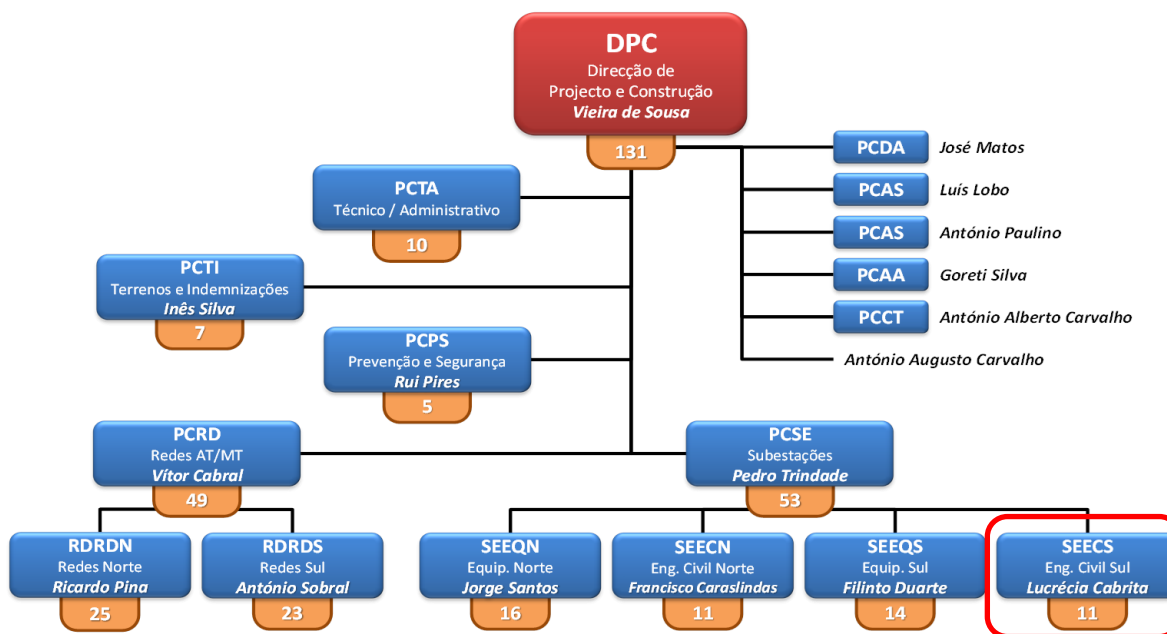 DPC
Direcção de
Projecto e Construção
Vieira de Sousa
131
PCDA
José Matos
PCAS
Luís Lobo
PCAS
António Paulino
PCAA
Goreti Silva
PCCT
António Alberto Carvalho
António Augusto Carvalho
PCTA
Técnico / Administrativo
10
PCTI
Terrenos e Indemnizações
Inês Silva
7
PCPS
Prevenção e Segurança
Rui Pires
5
PCRD
Redes AT/MT
Vítor Cabral
49
PCSE
Subestações
Pedro Trindade
53
RDRDN
Redes Norte
Ricardo Pina
25
RDRDS
Redes Sul
António Sobral
23
SEEQN
Equip. Norte
Jorge Santos
16
SEECN
Eng. Civil Norte
Francisco Caraslindas
11
SEEQS
Equip. Sul
Filinto Duarte
14
SEECS
Eng. Civil Sul
Lucrécia Cabrita
11